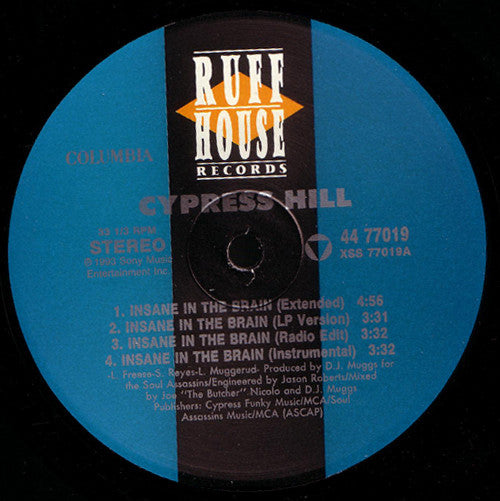 RUFF
HOUSE
RECORDS
COLUMBIA
CYPRESS HILL
33 1/3 RPM
STEREO
© 1993 Sony Music
Entertainment Inc.
44 77019
XSS 77019A
1. INSANE IN THE BRAIN (Extended) 4:56
2. INSANE IN THE BRAIN (LP Version) 3:31
3. INSANE IN THE BRAIN (Radio Edit) 3:32
4. INSANE IN THE BRAIN (Instrumental) 3:32
-L. Freese-S. Reyes-L. Muggerud- Produced by D.J. Muggs for
the Soul Assassins/Engineered by Jason Roberts/Mixed
by Joe "The Butcher" Nicolo and D.J. Muggs
Publishers: Cypress Funky Music/MCA/Soul
Assassins Music/MCA (ASCAP)